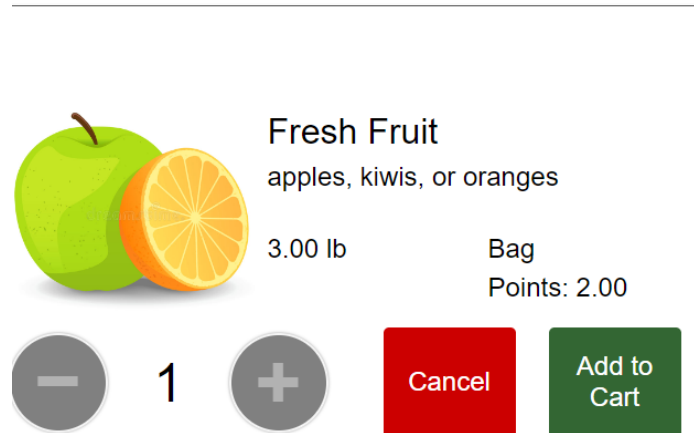 Fresh Fruit
apples, kiwis, or oranges
3.00 lb
Bag
Points: 2.00
1
Cancel
Add to
Cart